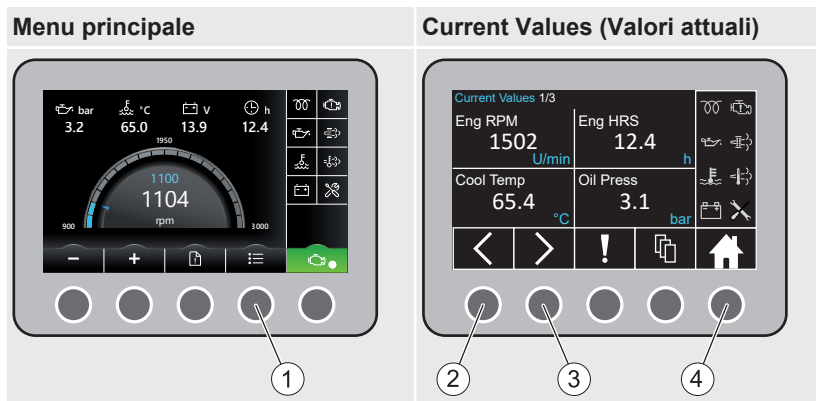 Menu principale
Current Values (Valori attuali)
bar °C V h
3.2 65.0 13.9 12.4
1950
1100
1104
rpm
900 3000
- +
1
Current Values 1/3
Eng RPM Eng HRS
1502 12.4
U/min h
Cool Temp Oil Press
65.4 3.1
°C bar
!
2 3 4